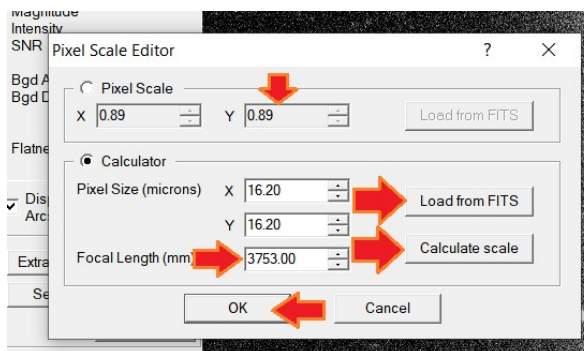 Magnitude
Intensity
SNR
Pixel Scale Editor ? ×
Bgd
Bgd
Pixel Scale
X 0.89 Y 0.89 Load from FITS
Flatne
Calculator
Pixel Size (microns) X 16.20 Load from FITS
Disp
Arc
Y 16.20
Extra Focal Length (mm) 3753.00 Calculate scale
Se
OK Cancel